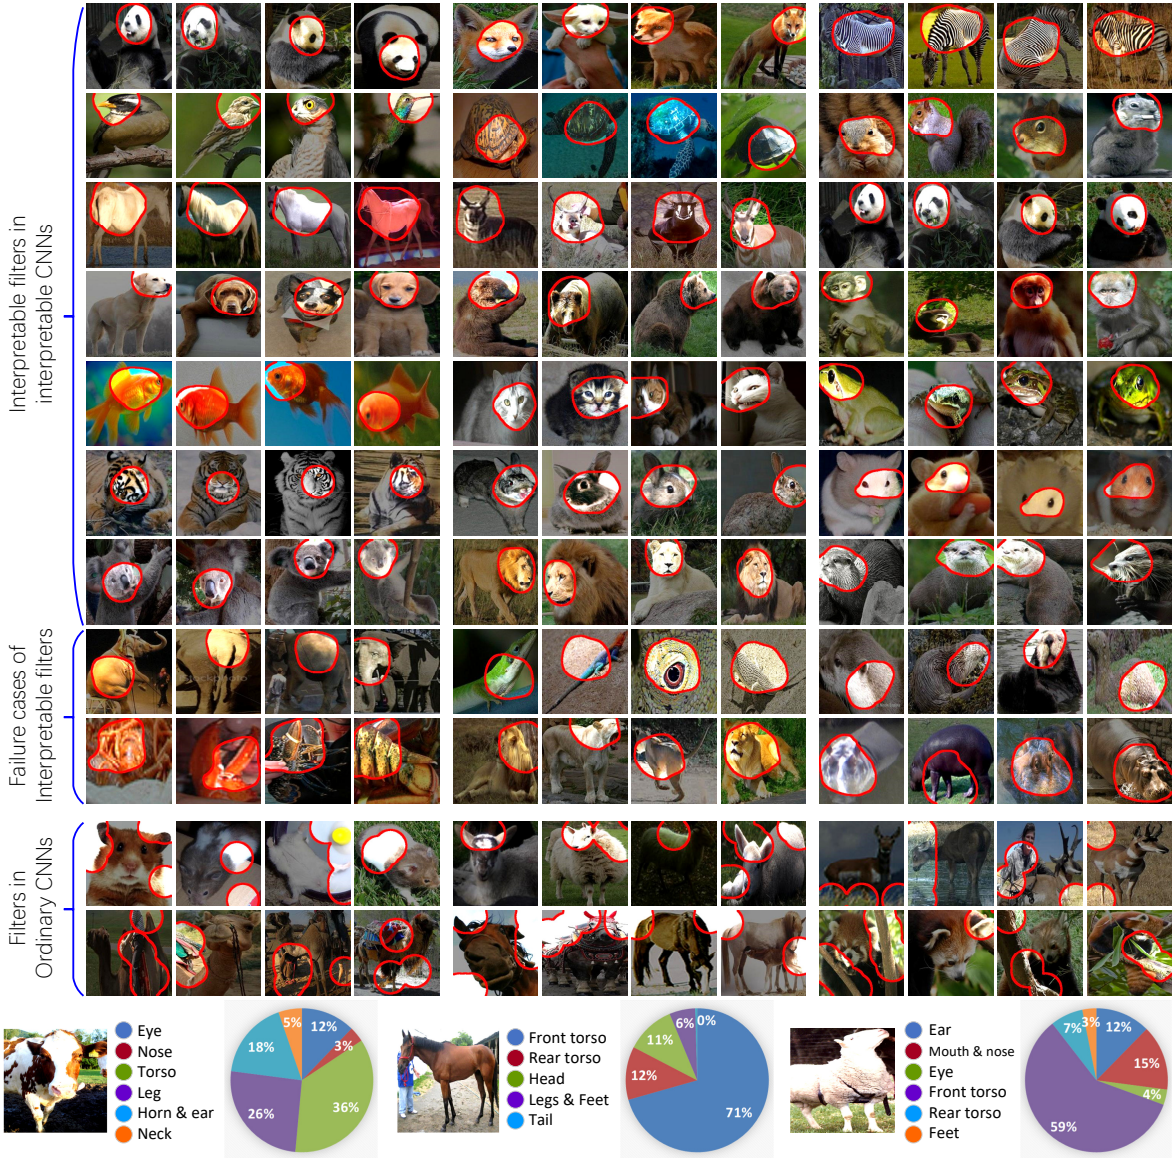 Interpretable filters in
interpretable CNNs
Failure cases of
Interpretable filters
Filters in
Ordinary CNNs
Eye
Nose
Torso
Leg
Horn & ear
Neck
12%
3%
36%
26%
18%
5%
Front torso
Rear torso
Head
Legs & Feet
Tail
71%
12%
11%
6%
0%
Ear
Mouth & nose
Eye
Front torso
Rear torso
Feet
12%
15%
4%
59%
7%
3%